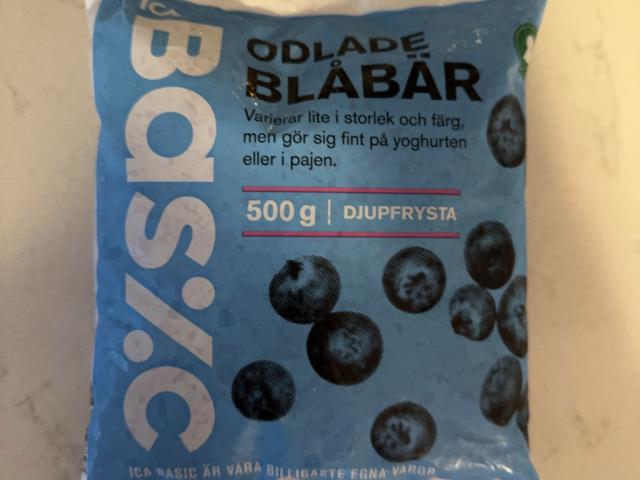 ICA
Bas%c
ODLADE
BLÅBÄR
Varierar lite i storlek och färg,
men gör sig fint på yoghurten
eller i pajen.
500 g | DJUPFRYSTA
ICA BASIC ÄR VÅRA BILLIGASTE EGNA VAROR